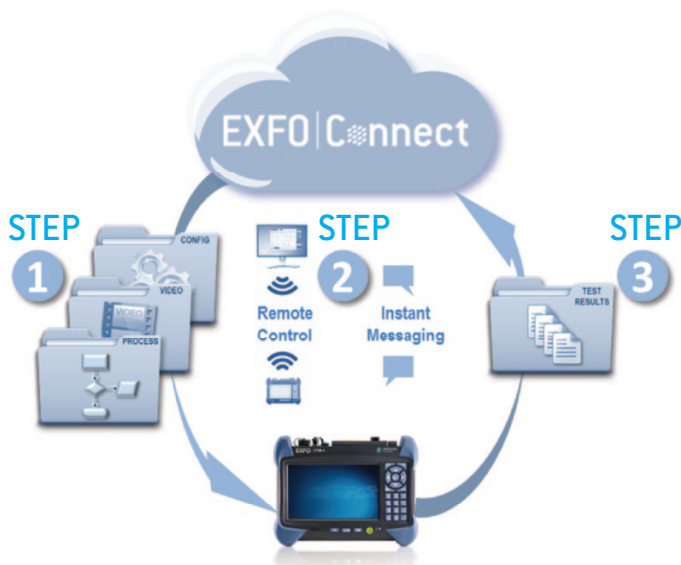 EXFO|Connect
STEP
1
CONFIG
VIDEO
VIDEO
PROCESS
STEP
2
Remote
Control
Instant
Messaging
STEP
3
TEST
RESULTS
EXFO